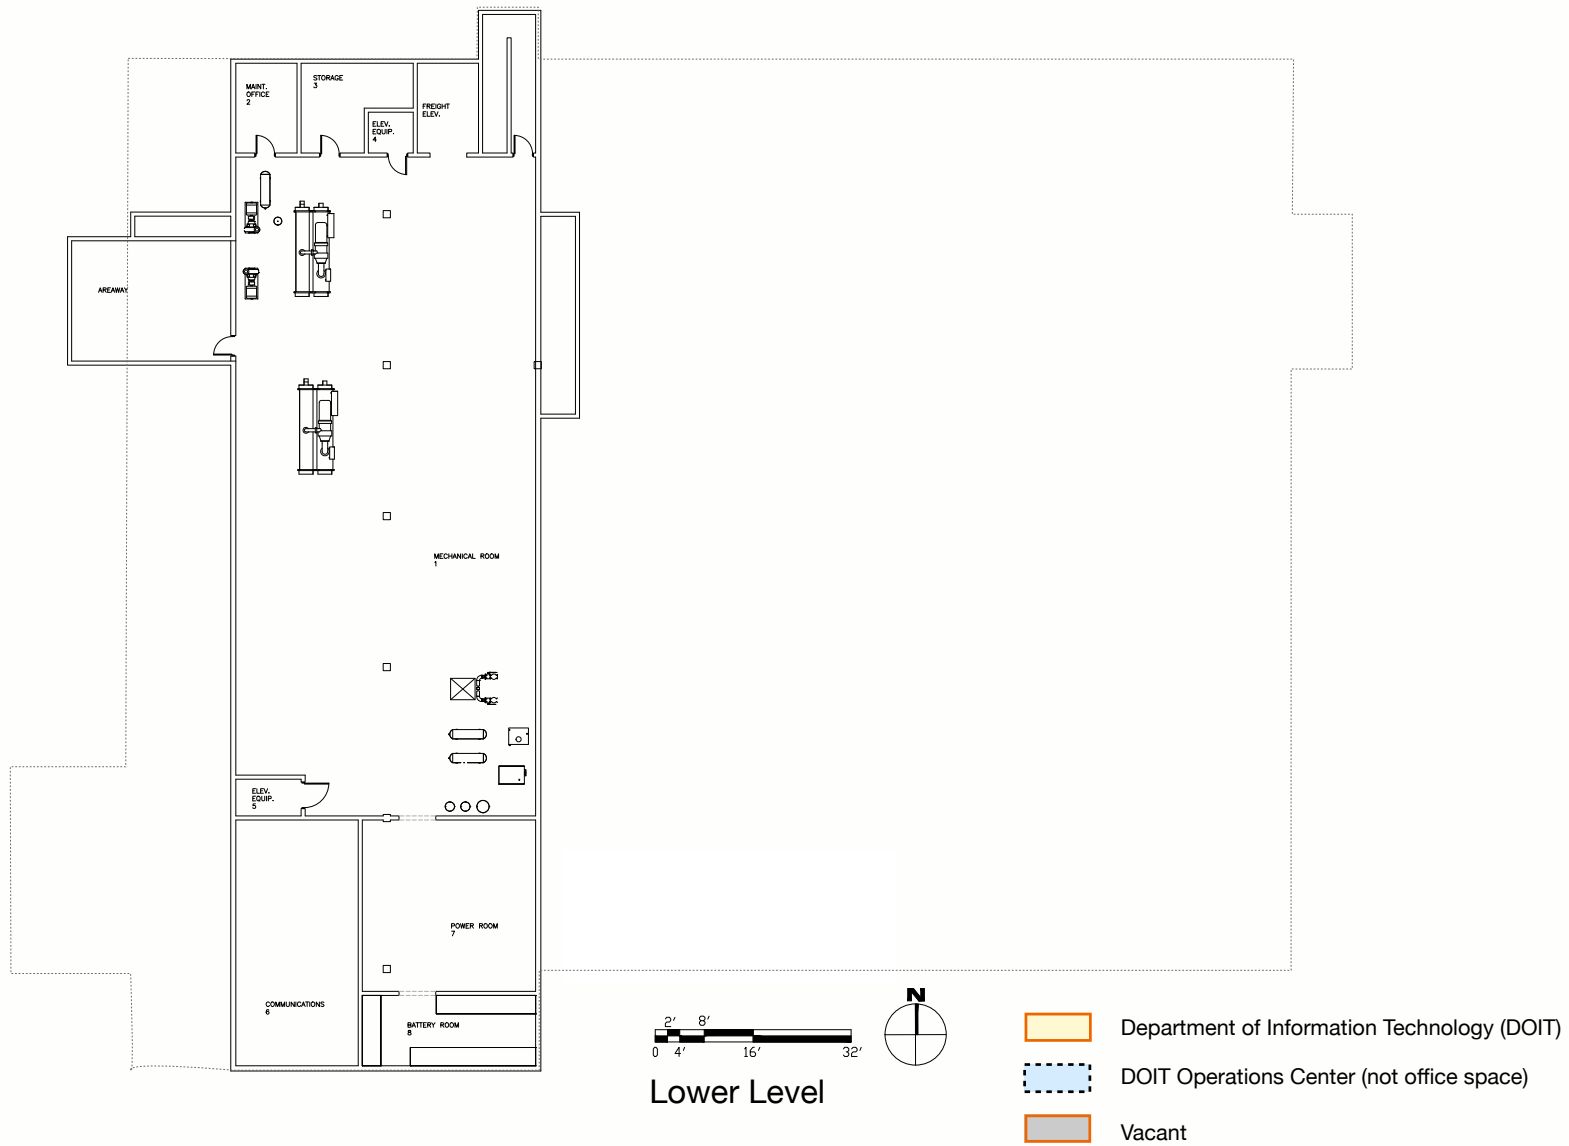 MAINT.
OFFICE
2
STORAGE
3
ELEV.
EQUIP.
4
FREIGHT
ELEV.
AREAWAY
MECHANICAL ROOM
1
ELEV.
EQUIP.
5
POWER ROOM
7
COMMUNICATIONS
6
BATTERY ROOM
8
2' 8'
0 4' 16' 32'
Lower Level
N
Department of Information Technology (DOIT)
DOIT Operations Center (not office space)
Vacant